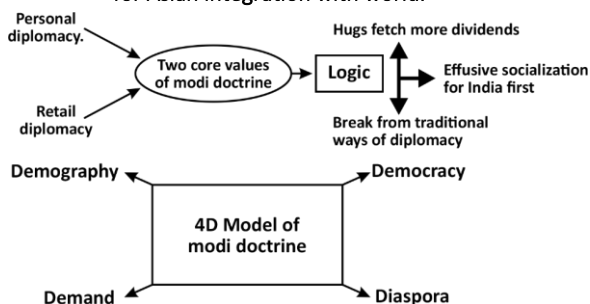 for Asian integration with world.
Personal
diplomacy.
Retail
diplomacy
Two core values
of modi doctrine
Logic
Hugs fetch more dividends
Effusive socialization
for India first
Break from traditional
ways of diplomacy
Demography
Democracy
4D Model of
modi doctrine
Demand
Diaspora